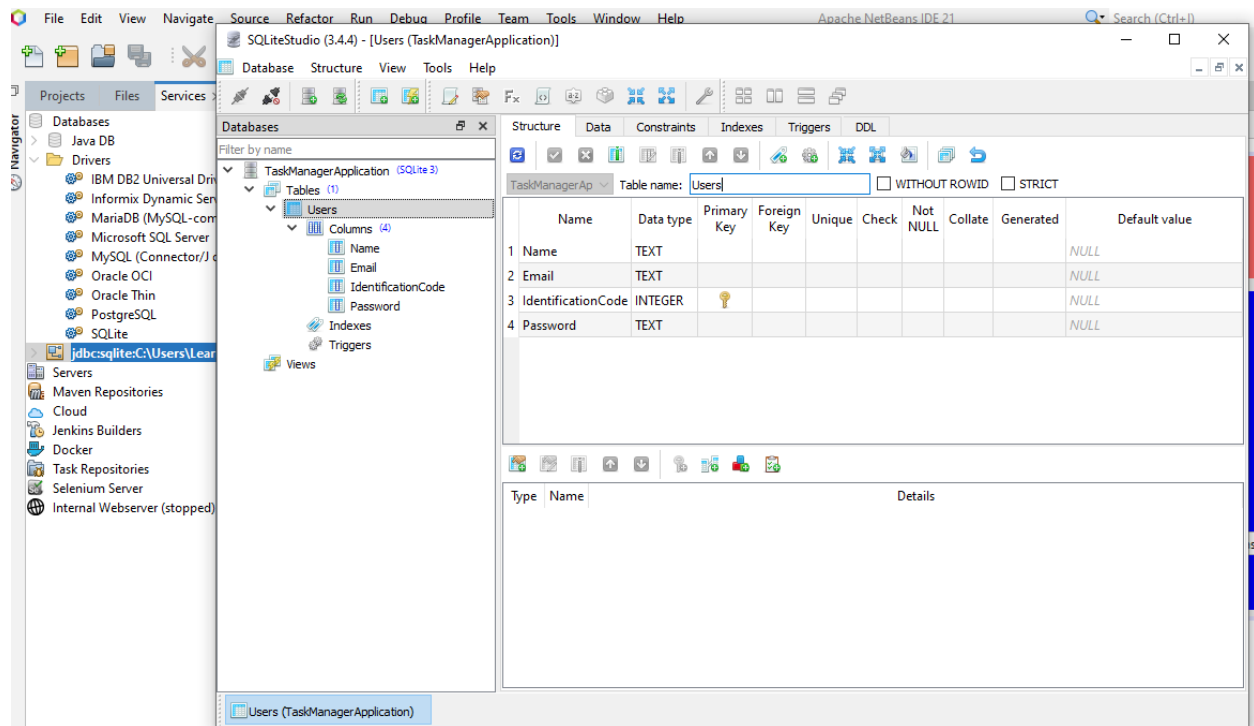 File Edit View Navigate Source Refactor Run Debug Profile Team Tools Window Help Apache NetBeans IDE 21 Search (Ctrl+I)
SQLiteStudio (3.4.4) - [Users (TaskManagerApplication)]
Database Structure View Tools Help
Projects Files Services
Navigator
Databases
Java DB
Drivers
IBM DB2 Universal Driv
Informix Dynamic Serv
MariaDB (MySQL-com
Microsoft SQL Server
MySQL (Connector/J d
Oracle OCI
Oracle Thin
PostgreSQL
SQLite
jdbc:sqlite:C:\Users\Lear
Servers
Maven Repositories
Cloud
Jenkins Builders
Docker
Task Repositories
Selenium Server
Internal Webserver (stopped)
Databases
Filter by name
TaskManagerApplication (SQLite 3)
Tables (1)
Users
Columns (4)
Name
Email
IdentificationCode
Password
Indexes
Triggers
Views
Structure Data Constraints Indexes Triggers DDL
TaskManagerAp Table name: Users WITHOUT ROWID STRICT
Name Data type Primary Key Foreign Key Unique Check Not NULL Collate Generated Default value
1 Name TEXT NULL
2 Email TEXT NULL
3 IdentificationCode INTEGER NULL
4 Password TEXT NULL
Type Name Details
Users (TaskManagerApplication)